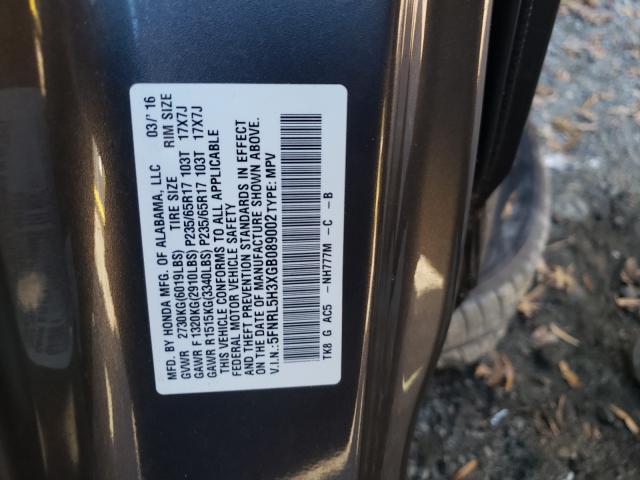 MFD. BY HONDA MFG. OF ALABAMA, LLC 03/'16
GVWR 2730KG(6019LBS) TIRE SIZE RIM SIZE
GAWR F 1320KG(2910LBS) P235/65R17 103T 17X7J
GAWR R1515KG(3340LBS) P235/65R17 103T 17X7J
THIS VEHICLE CONFORMS TO ALL APPLICABLE
FEDERAL MOTOR VEHICLE SAFETY
AND THEFT PREVENTION STANDARDS IN EFFECT
ON THE DATE OF MANUFACTURE SHOWN ABOVE.
V.I.N.:5FNRL5H3XGB089002 TYPE: MPV
TK8 G AC5 -NH777M -C -B